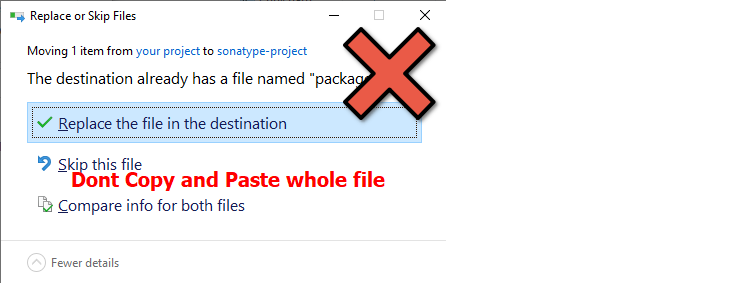 Replace or Skip Files
Moving 1 item from your project to sonatype-project
The destination already has a file named "packag
Replace the file in the destination
Skip this file
Dont Copy and Paste whole file
Compare info for both files
Fewer details